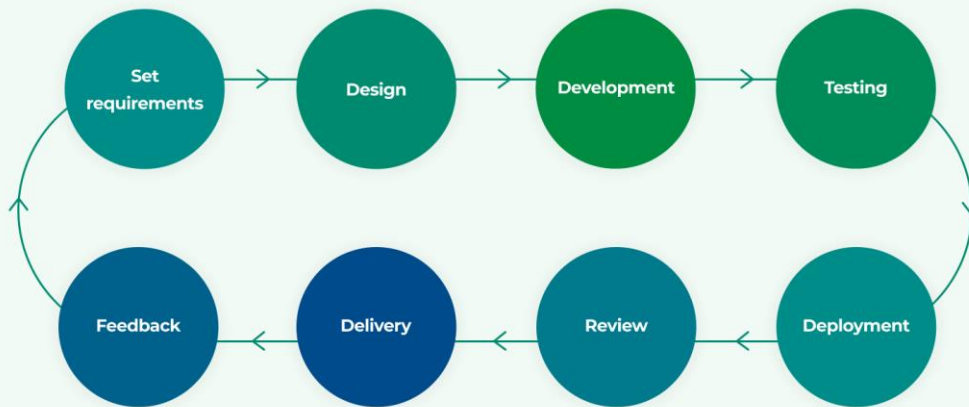 Set
requirements
Design
Development
Testing
Deployment
Review
Delivery
Feedback